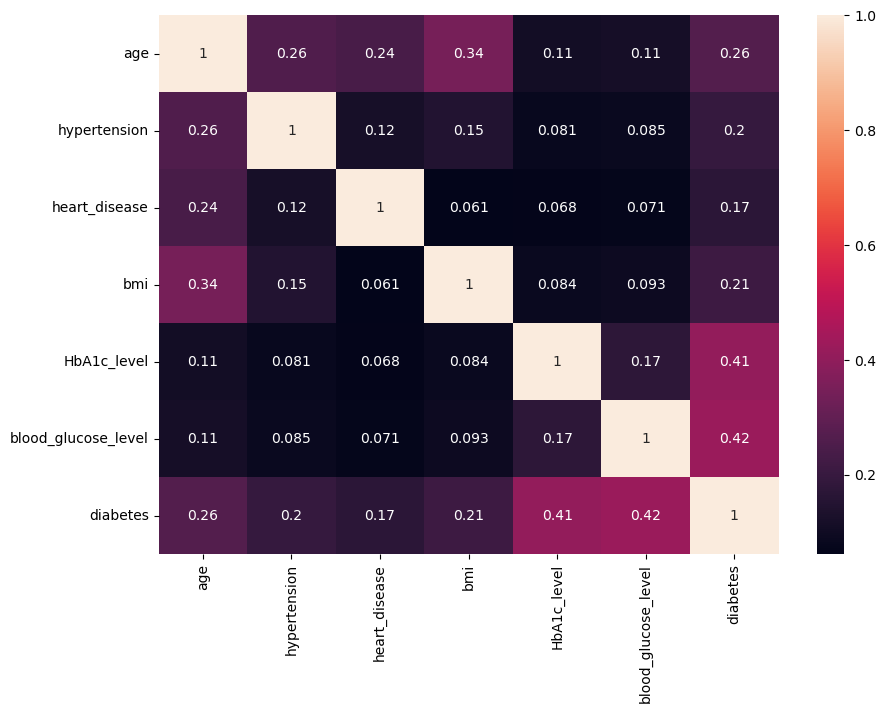 1.0
age 1 0.26 0.24 0.34 0.11 0.11 0.26
hypertension 0.26 1 0.12 0.15 0.081 0.085 0.2
0.8
heart_disease 0.24 0.12 1 0.061 0.068 0.071 0.17
0.6
bmi 0.34 0.15 0.061 1 0.084 0.093 0.21
HbA1c_level 0.11 0.081 0.068 0.084 1 0.17 0.41
0.4
blood_glucose_level 0.11 0.085 0.071 0.093 0.17 1 0.42
0.2
diabetes 0.26 0.2 0.17 0.21 0.41 0.42 1
age
hypertension
heart_disease
bmi
HbA1c_level
blood_glucose_level
diabetes